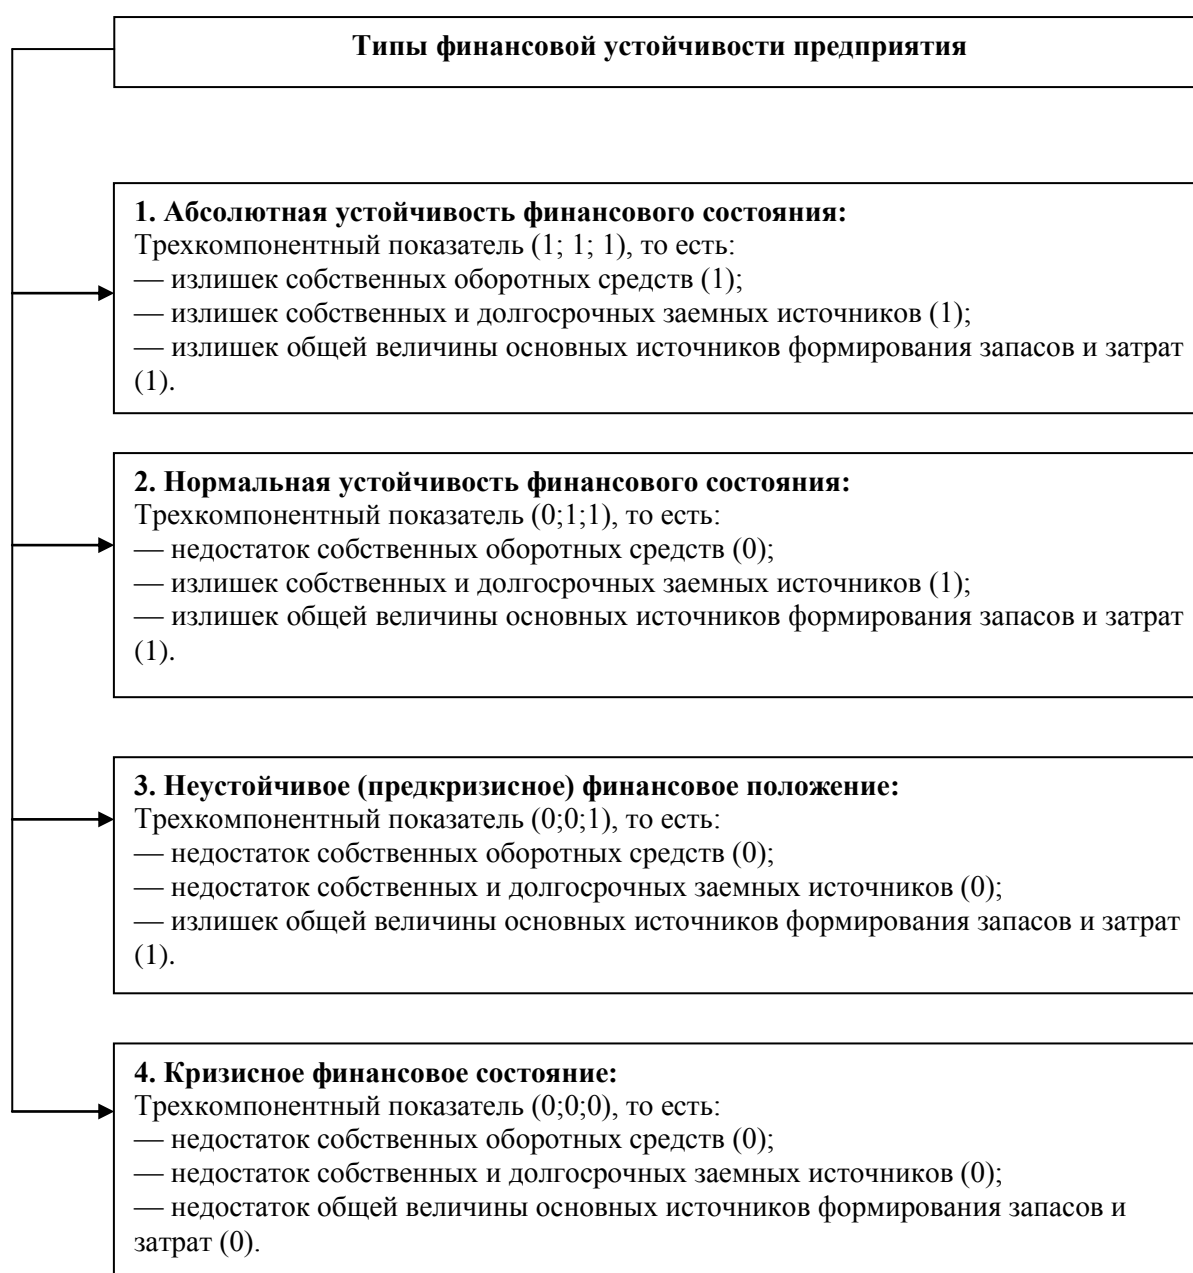 Типы финансовой устойчивости предприятия
1. Абсолютная устойчивость финансового состояния:
Трехкомпонентный показатель (1; 1; 1), то есть:
— излишек собственных оборотных средств (1);
— излишек собственных и долгосрочных заемных источников (1);
— излишек общей величины основных источников формирования запасов и затрат
(1).
2. Нормальная устойчивость финансового состояния:
Трехкомпонентный показатель (0;1;1), то есть:
— недостаток собственных оборотных средств (0);
— излишек собственных и долгосрочных заемных источников (1);
— излишек общей величины основных источников формирования запасов и затрат
(1).
3. Неустойчивое (предкризисное) финансовое положение:
Трехкомпонентный показатель (0;0;1), то есть:
— недостаток собственных оборотных средств (0);
— недостаток собственных и долгосрочных заемных источников (0);
— излишек общей величины основных источников формирования запасов и затрат
(1).
4. Кризисное финансовое состояние:
Трехкомпонентный показатель (0;0;0), то есть:
— недостаток собственных оборотных средств (0);
— недостаток собственных и долгосрочных заемных источников (0);
— недостаток общей величины основных источников формирования запасов и
затрат (0).